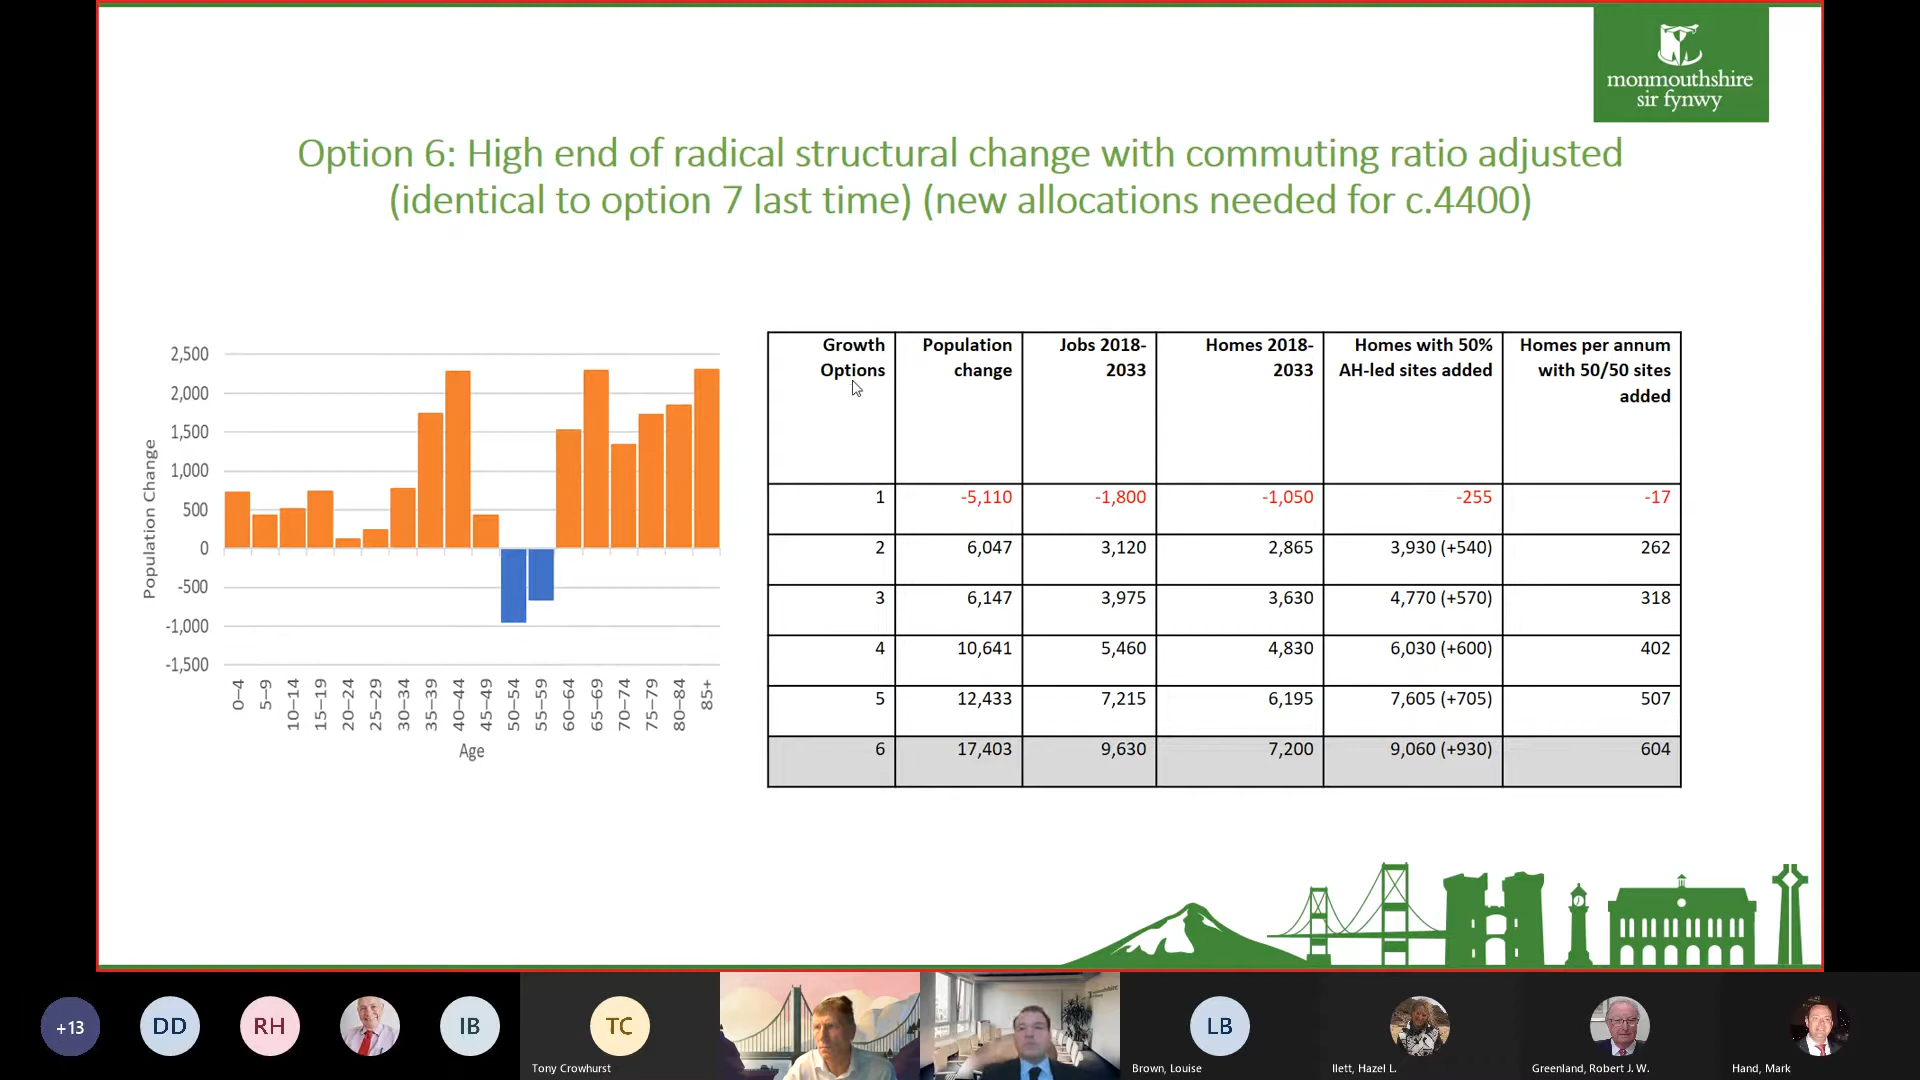 monmouthshire
sir fynwy
Option 6: High end of radical structural change with commuting ratio adjusted
(identical to option 7 last time) (new allocations needed for c.4400)
2,500
2,000
1,500
1,000
500
0
-500
-1,000
-1,500
Population Change
0–4
5–9
10–14
15–19
20–24
25–29
30–34
35–39
40–44
45–49
50–54
55–59
60–64
65–69
70–74
75–79
80–84
85+
Age
Growth Options Population change Jobs 2018-2033 Homes 2018-2033 Homes with 50% AH-led sites added Homes per annum with 50/50 sites added
1 -5,110 -1,800 -1,050 -255 -17
2 6,047 3,120 2,865 3,930 (+540) 262
3 6,147 3,975 3,630 4,770 (+570) 318
4 10,641 5,460 4,830 6,030 (+600) 402
5 12,433 7,215 6,195 7,605 (+705) 507
6 17,403 9,630 7,200 9,060 (+930) 604
+13
DD
RH
IB
TC
Tony Crowhurst
LB
Brown, Louise
Ilett, Hazel L.
Greenland, Robert J. W.
Hand, Mark